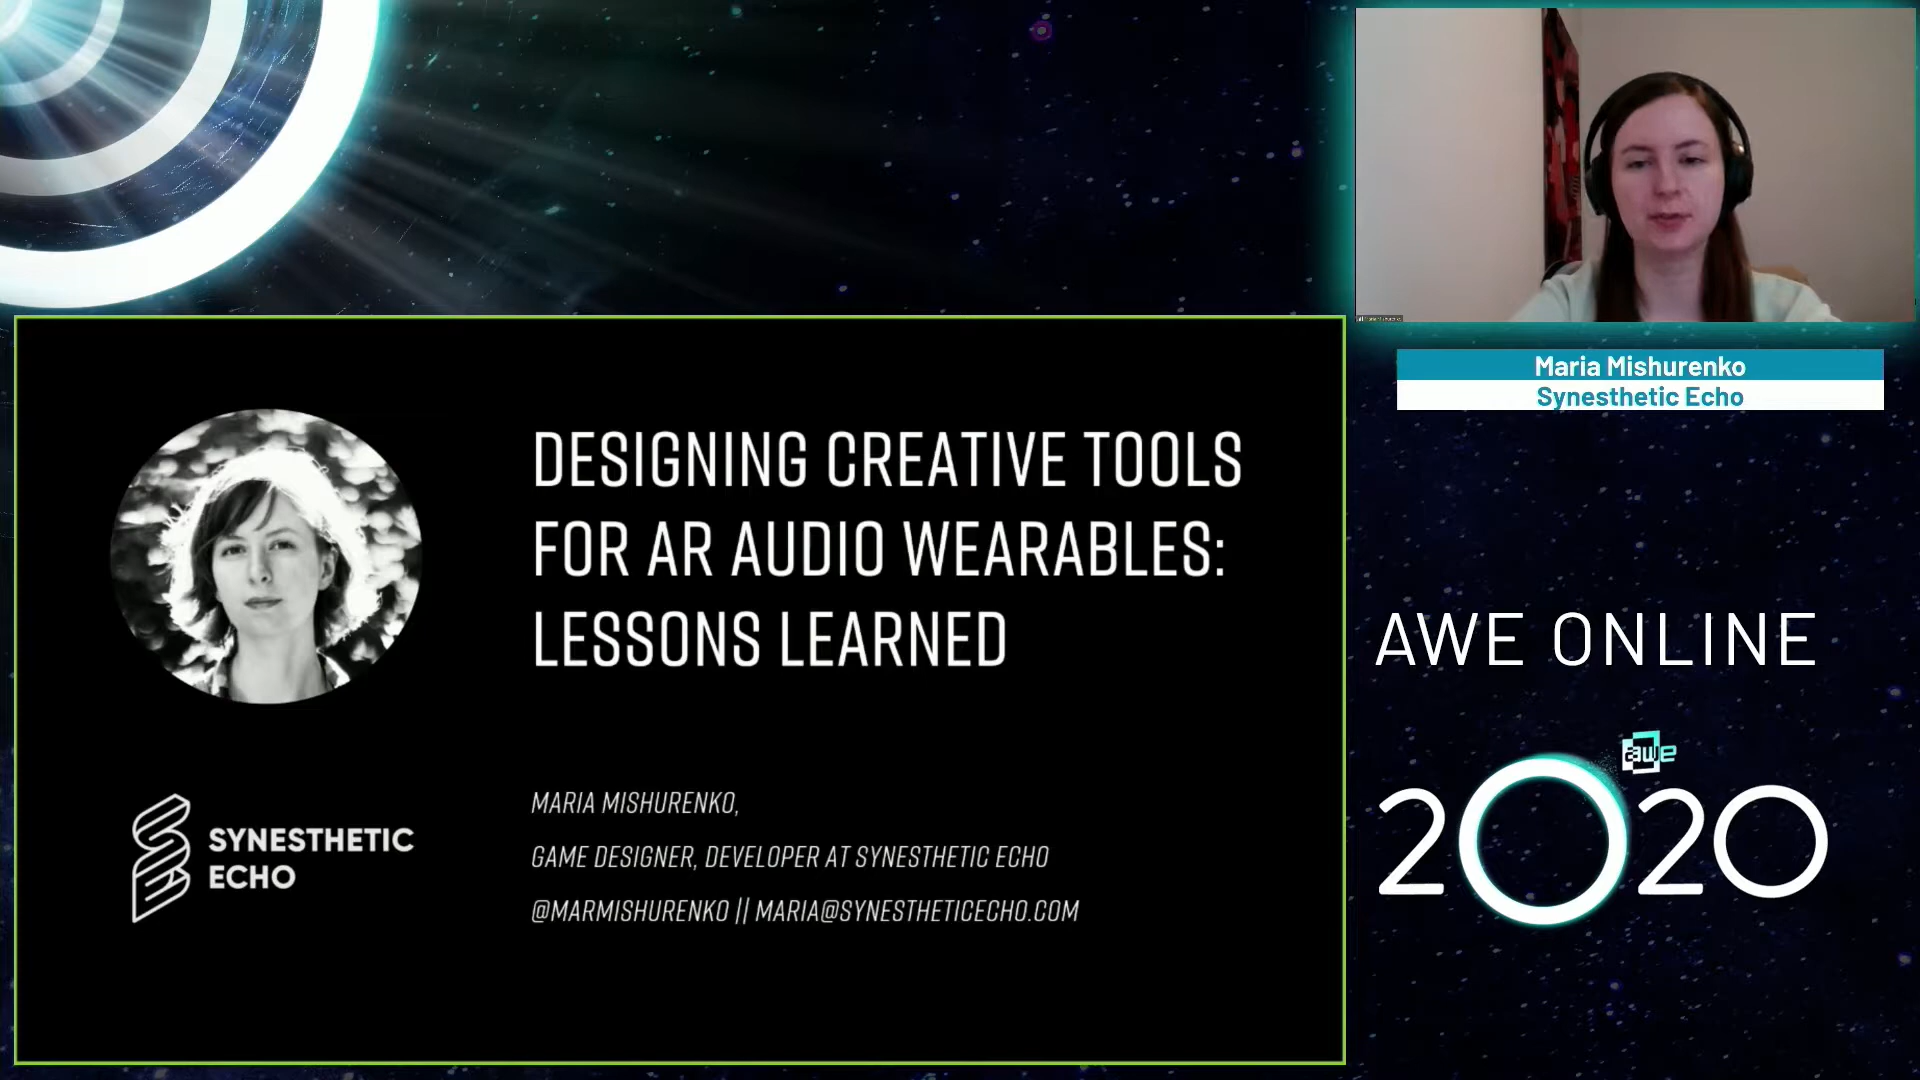 DESIGNING CREATIVE TOOLS
FOR AR AUDIO WEARABLES:
LESSONS LEARNED
MARIA MISHURENKO,
GAME DESIGNER, DEVELOPER AT SYNESTHETIC ECHO
@MARMISHURENKO || MARIA@SYNESTHETICECHO.COM
SYNESTHETIC
ECHO
Maria Mishurenko
Synesthetic Echo
AWE ONLINE
awe
2020